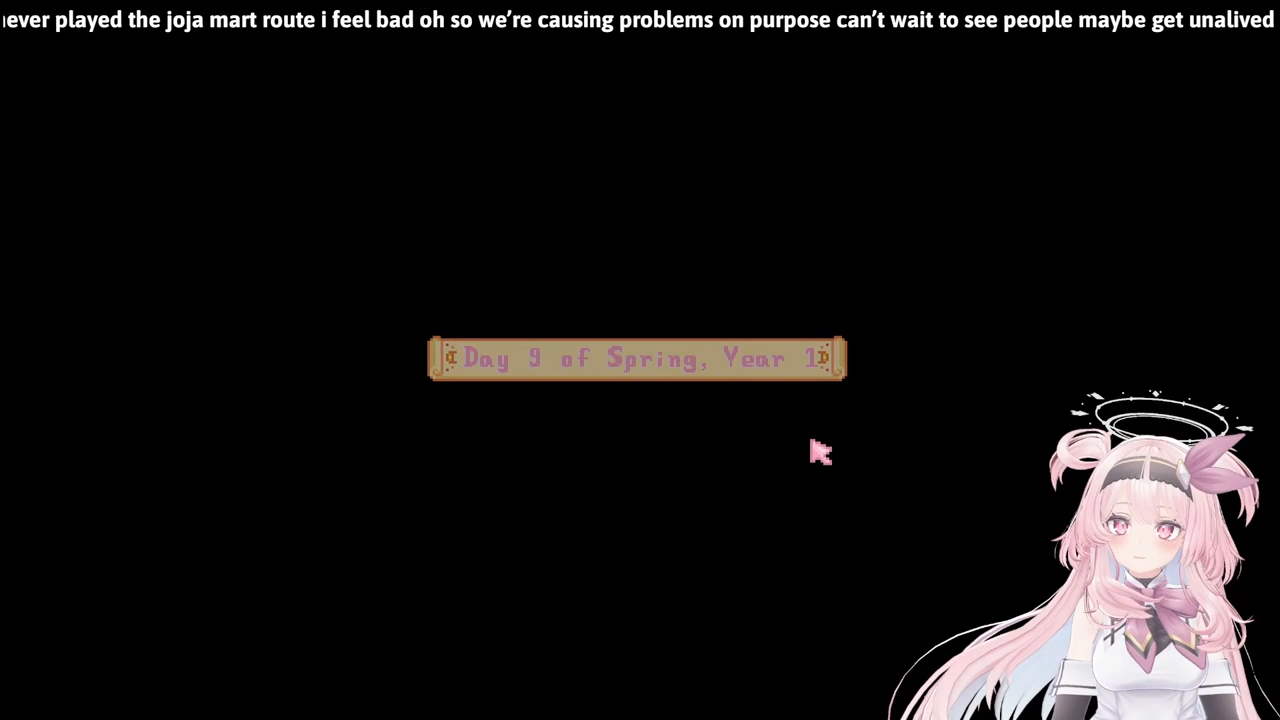 never played the joja mart route i feel bad oh so we’re causing problems on purpose can’t wait to see people maybe get unalived
Day 9 of Spring, Year 1